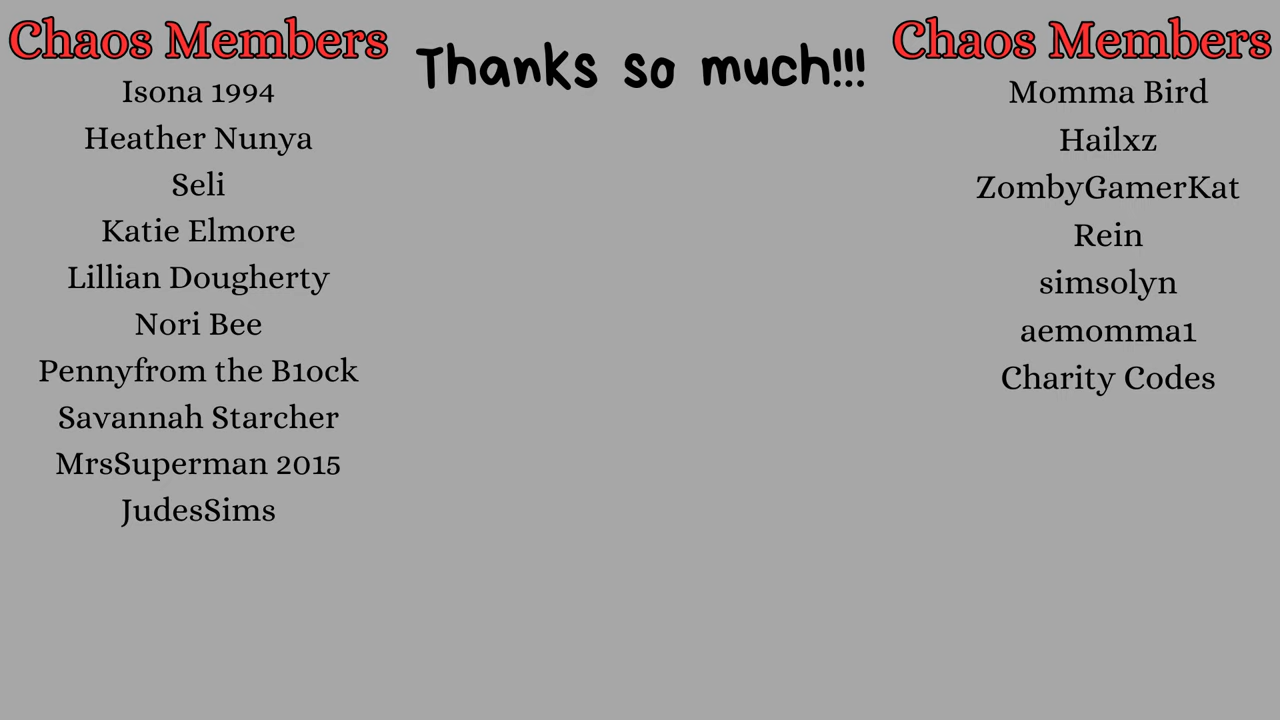 Chaos Members
Isona 1994
Heather Nunya
Seli
Katie Elmore
Lillian Dougherty
Nori Bee
Pennyfrom the B1ock
Savannah Starcher
MrsSuperman 2015
JudesSims
Thanks so much!!!
Chaos Members
Momma Bird
Hailxz
ZombyGamerKat
Rein
simsolyn
aemomma1
Charity Codes